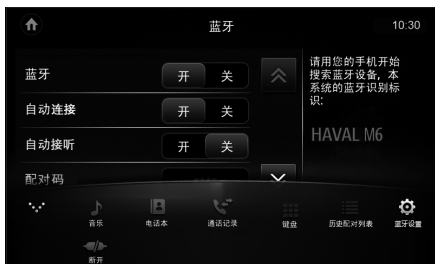 蓝牙
10:30
蓝牙
开 关
自动连接
开 关
自动接听
开 关
配对码
请用您的手机开始
搜索蓝牙设备，本
系统的蓝牙识别标
识：
HAVAL M6
音乐
电话本
通话记录
键盘
历史配对列表
蓝牙设置
断开